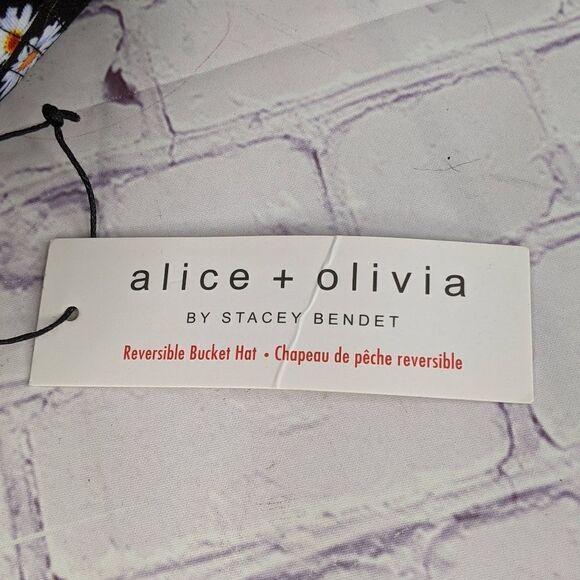 alice + olivia
BY STACEY BENDET
Reversible Bucket Hat • Chapeau de pêche reversible